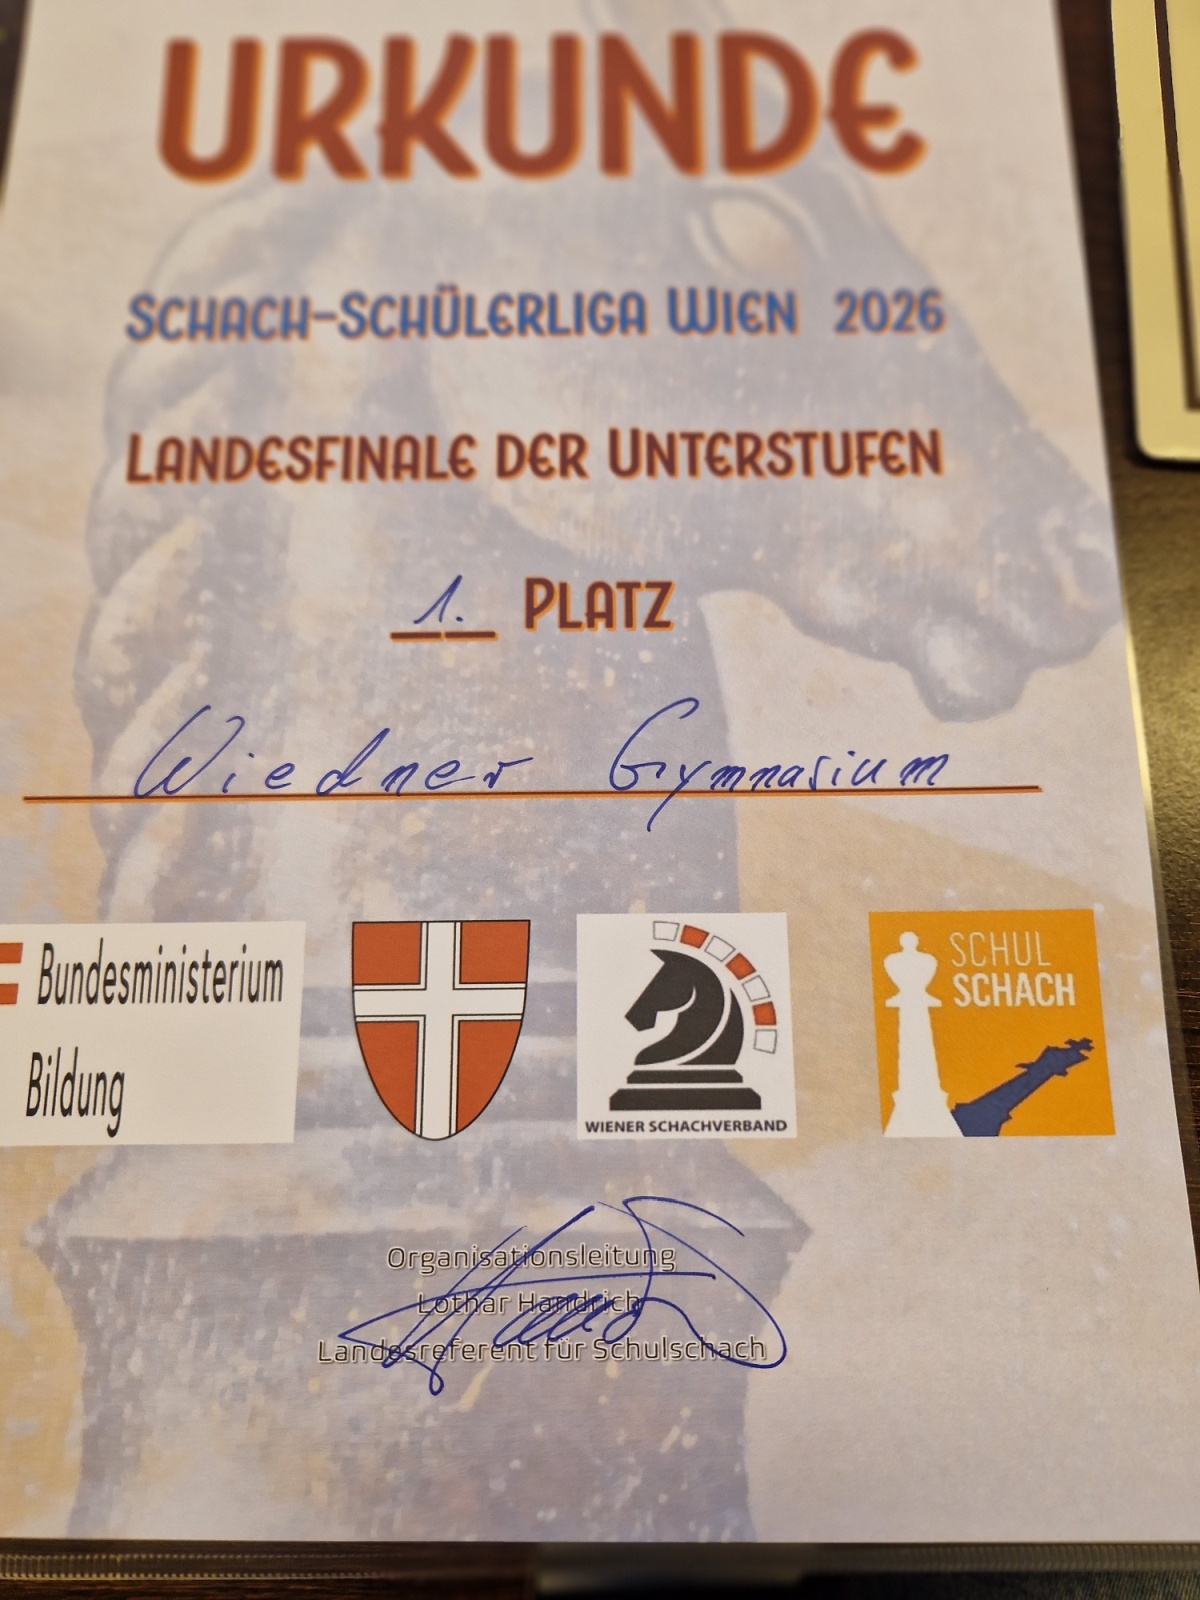 URKUNDE
SCHACH-SCHÜLERLIGA WIEN 2026
LANDESFINALE DER UNTERSTUFEN
1. PLATZ
Wiedner Gymnasium
Bundesministerium
Bildung
WIENER SCHACHVERBAND
SCHUL
SCHACH
Organisationsleitung
Lothar Handrich
Landesreferent für Schulschach